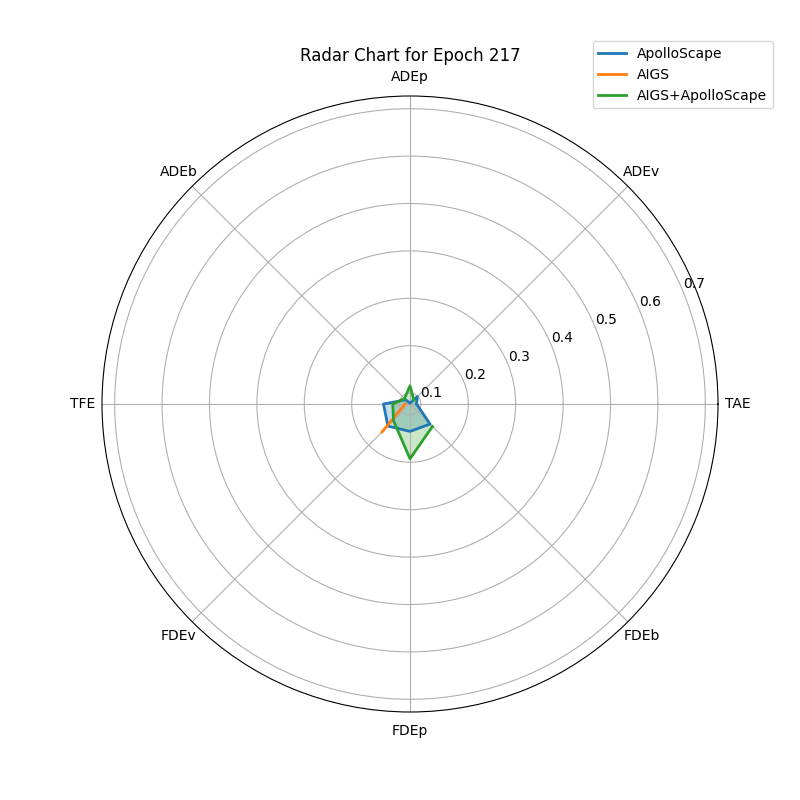 Radar Chart for Epoch 217
ApolloScape
AIGS
AIGS+ApolloScape
ADEp
ADEb
ADEv
0.7
0.6
0.5
0.4
0.3
0.2
0.1
TFE
TAE
FDEv
FDEb
FDEp